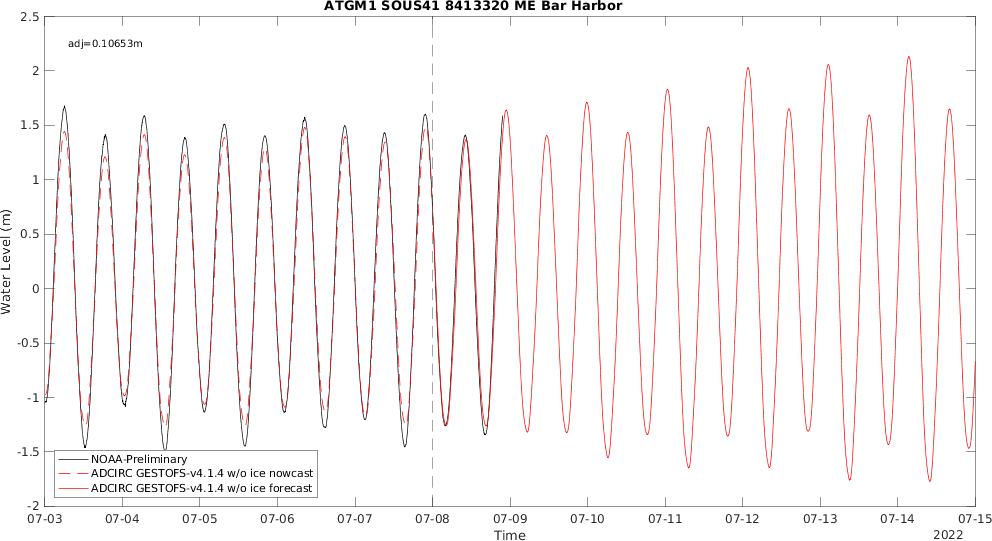 ATGM1 SOUS41 8413320 ME Bar Harbor
adj=0.10653m
2.5
2
1.5
1
0.5
0
-0.5
-1
-1.5
-2
Water Level (m)
NOAA-Preliminary
ADCIRC GESTOFS-v4.1.4 w/o ice nowcast
ADCIRC GESTOFS-v4.1.4 w/o ice forecast
07-03 07-04 07-05 07-06 07-07 07-08 07-09 07-10 07-11 07-12 07-13 07-14 07-15
Time
2022